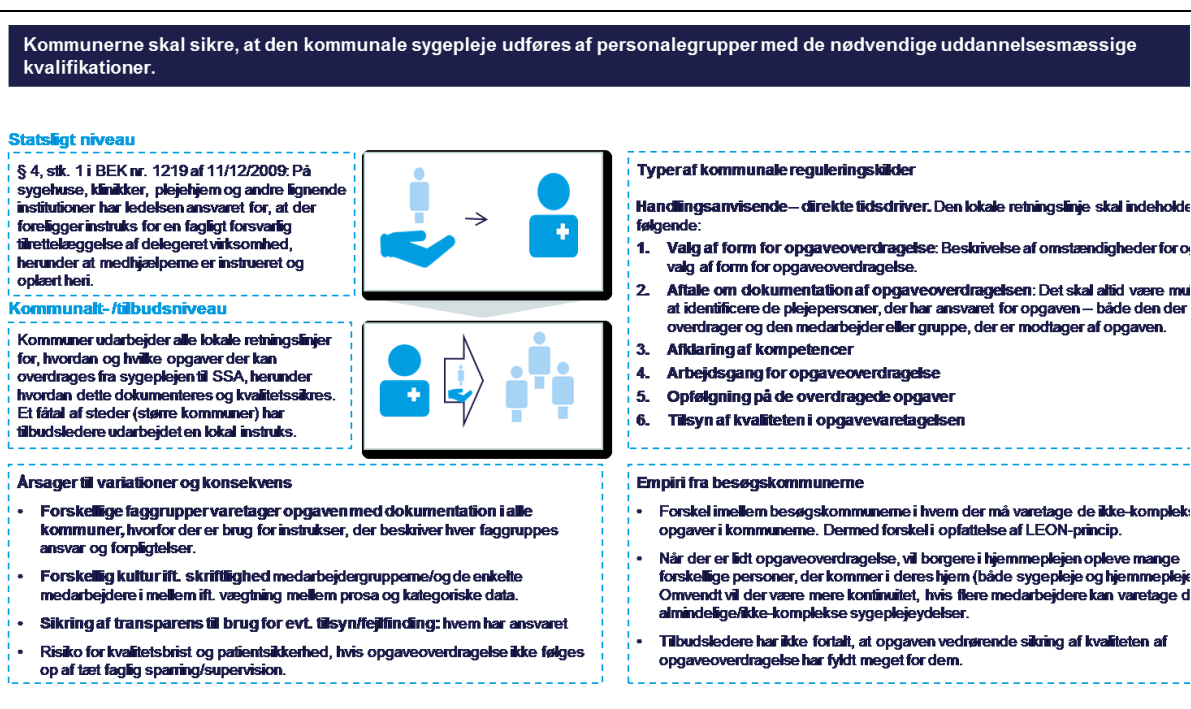 Kommunerne skal sikre, at den kommunale sygepleje udføres af personalegrupper med de nødvendige uddannelsesmæssige
kvalifikationer.
Statsligt niveau
§ 4, stk. 1 i BEK nr. 1219 af 11/12/2009: På
sygehuse, klinikker, plejehjem og andre lignende
institutioner har ledelsen ansvaret for, at der
foreligger instruks for en fagligt forsvarlig
tilrettelæggelse af delegeret virksomhed,
herunder at medhjælperne er instrueret og
oplært heri.
Kommunalt- /tilbudsniveau
Kommuner udarbejder alle lokale retningslinjer
for, hvordan og hvilke opgaver der kan
overdrages fra sygeplejen til SSA, herunder
hvordan dette dokumenteres og kvalitetssikres.
Et fåtal af steder (større kommuner) har
tilbudsledere udarbejdet en lokal instruks.
Typer af kommunale reguleringskilder
Handlingsanvisende – direkte tidsdriver. Den lokale retningslinje skal indeholde
følgende:
1. Valg af form for opgaveoverdragelse: Beskrivelse af omstændigheder for
valg af form for opgaveoverdragelse.
2. Aftale om dokumentation af opgaveoverdragelsen: Det skal altid være
at identificere de plejepersoner, der har ansvaret for opgaven – både den der
overdrager og den medarbejder eller gruppe, der er modtager af opgaven.
3. Afklaring af kompetencer
4. Arbejdsgang for opgaveoverdragelse
5. Opfølgning på de overdragede opgaver
6. Tilsyn af kvaliteten i opgavevaretagelsen
Årsager til variationer og konsekvens
• Forskellige faggrupper varetager opgaven med dokumentation i alle
kommuner, hvorfor der er brug for instrukser, der beskriver hver faggruppes
ansvar og forpligtelser.
• Forskellig kultur ift. skriftlighed medarbejdergrupperne/og de enkelte
medarbejdere i mellem ift. vægtning mellem prosa og kategoriske data.
• Sikring af transparens til brug for evt. tilsyn/fejlfinding: hvem har ansvaret
• Risiko for kvalitetsbrist og patientsikkerhed, hvis opgaveoverdragelse ikke følges
op af tæt faglig sparring/supervision.
Empiri fra besøgskommunerne
• Forskel imellem besøgskommunerne i hvem der må varetage de
opgaver i kommunerne. Dermed forskel i opfattelse af LEON-princip.
• Når der er lidt opgaveoverdragelse, vil borgere i hjemmeplejen opleve mange
forskellige personer, der kommer i deres hjem (både sygepleje og
Omvendt vil der være mere kontinuitet, hvis flere medarbejdere kan varetage
almindelige/ikke-komplekse sygeplejeydelser.
• Tilbudsledere har ikke fortalt, at opgaven vedrørende sikring af kvaliteten af
opgaveoverdragelse har fyldt meget for dem.